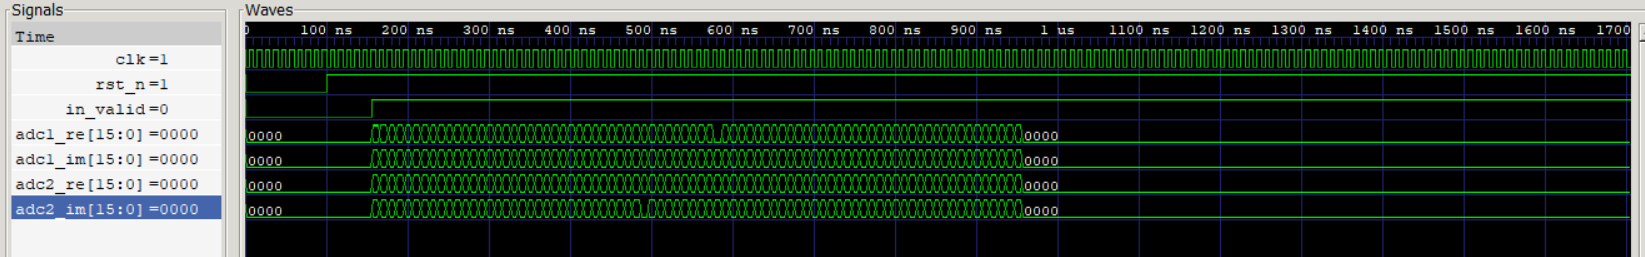 Signals
Waves
Time
0 100 ns 200 ns 300 ns 400 ns 500 ns 600 ns 700 ns 800 ns 900 ns 1 us 1100 ns 1200 ns 1300 ns 1400 ns 1500 ns 1600 ns 1700
clk=1
rst_n=1
in_valid=0
adc1_re[15:0]=0000 0000 0000
adc1_im[15:0]=0000 0000 0000
adc2_re[15:0]=0000 0000 0000
adc2_im[15:0]=0000 0000 0000